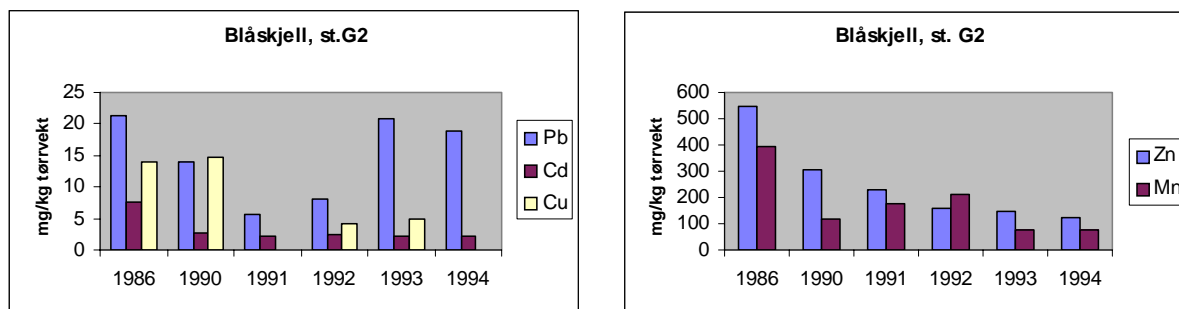 Blåskjell, st.G2
mg/kg tørrvekt
25
20
15
10
5
0
1986 1990 1991 1992 1993 1994
Pb
Cd
Cu
Blåskjell, st. G2
mg/kg tørrvekt
600
500
400
300
200
100
0
1986 1990 1991 1992 1993 1994
Zn
Mn